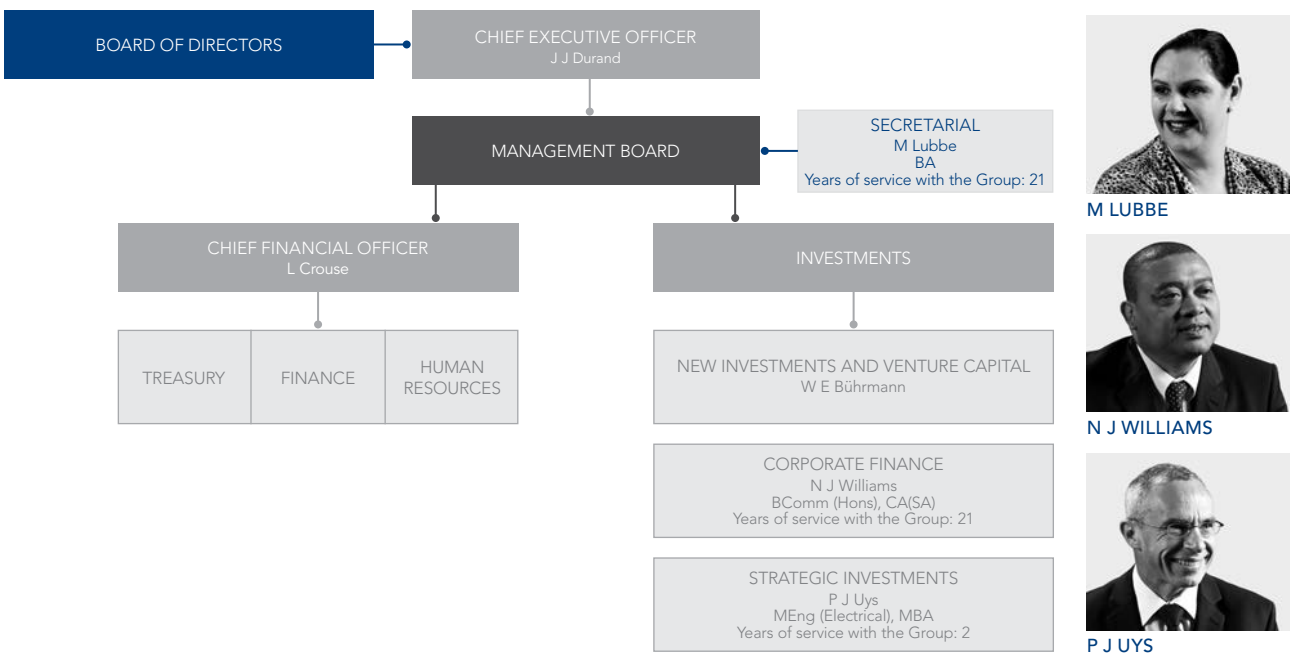 BOARD OF DIRECTORS
CHIEF EXECUTIVE OFFICER
J J Durand
MANAGEMENT BOARD
SECRETARIAL
M Lubbe
BA
Years of service with the Group: 21
M LUBBE
CHIEF FINANCIAL OFFICER
L Crouse
INVESTMENTS
TREASURY
FINANCE
HUMAN
RESOURCES
NEW INVESTMENTS AND VENTURE CAPITAL
W E Bührmann
N J WILLIAMS
CORPORATE FINANCE
N J Williams
BComm (Hons), CA(SA)
Years of service with the Group: 21
STRATEGIC INVESTMENTS
P J Uys
MEng (Electrical), MBA
Years of service with the Group: 2
P J UYS